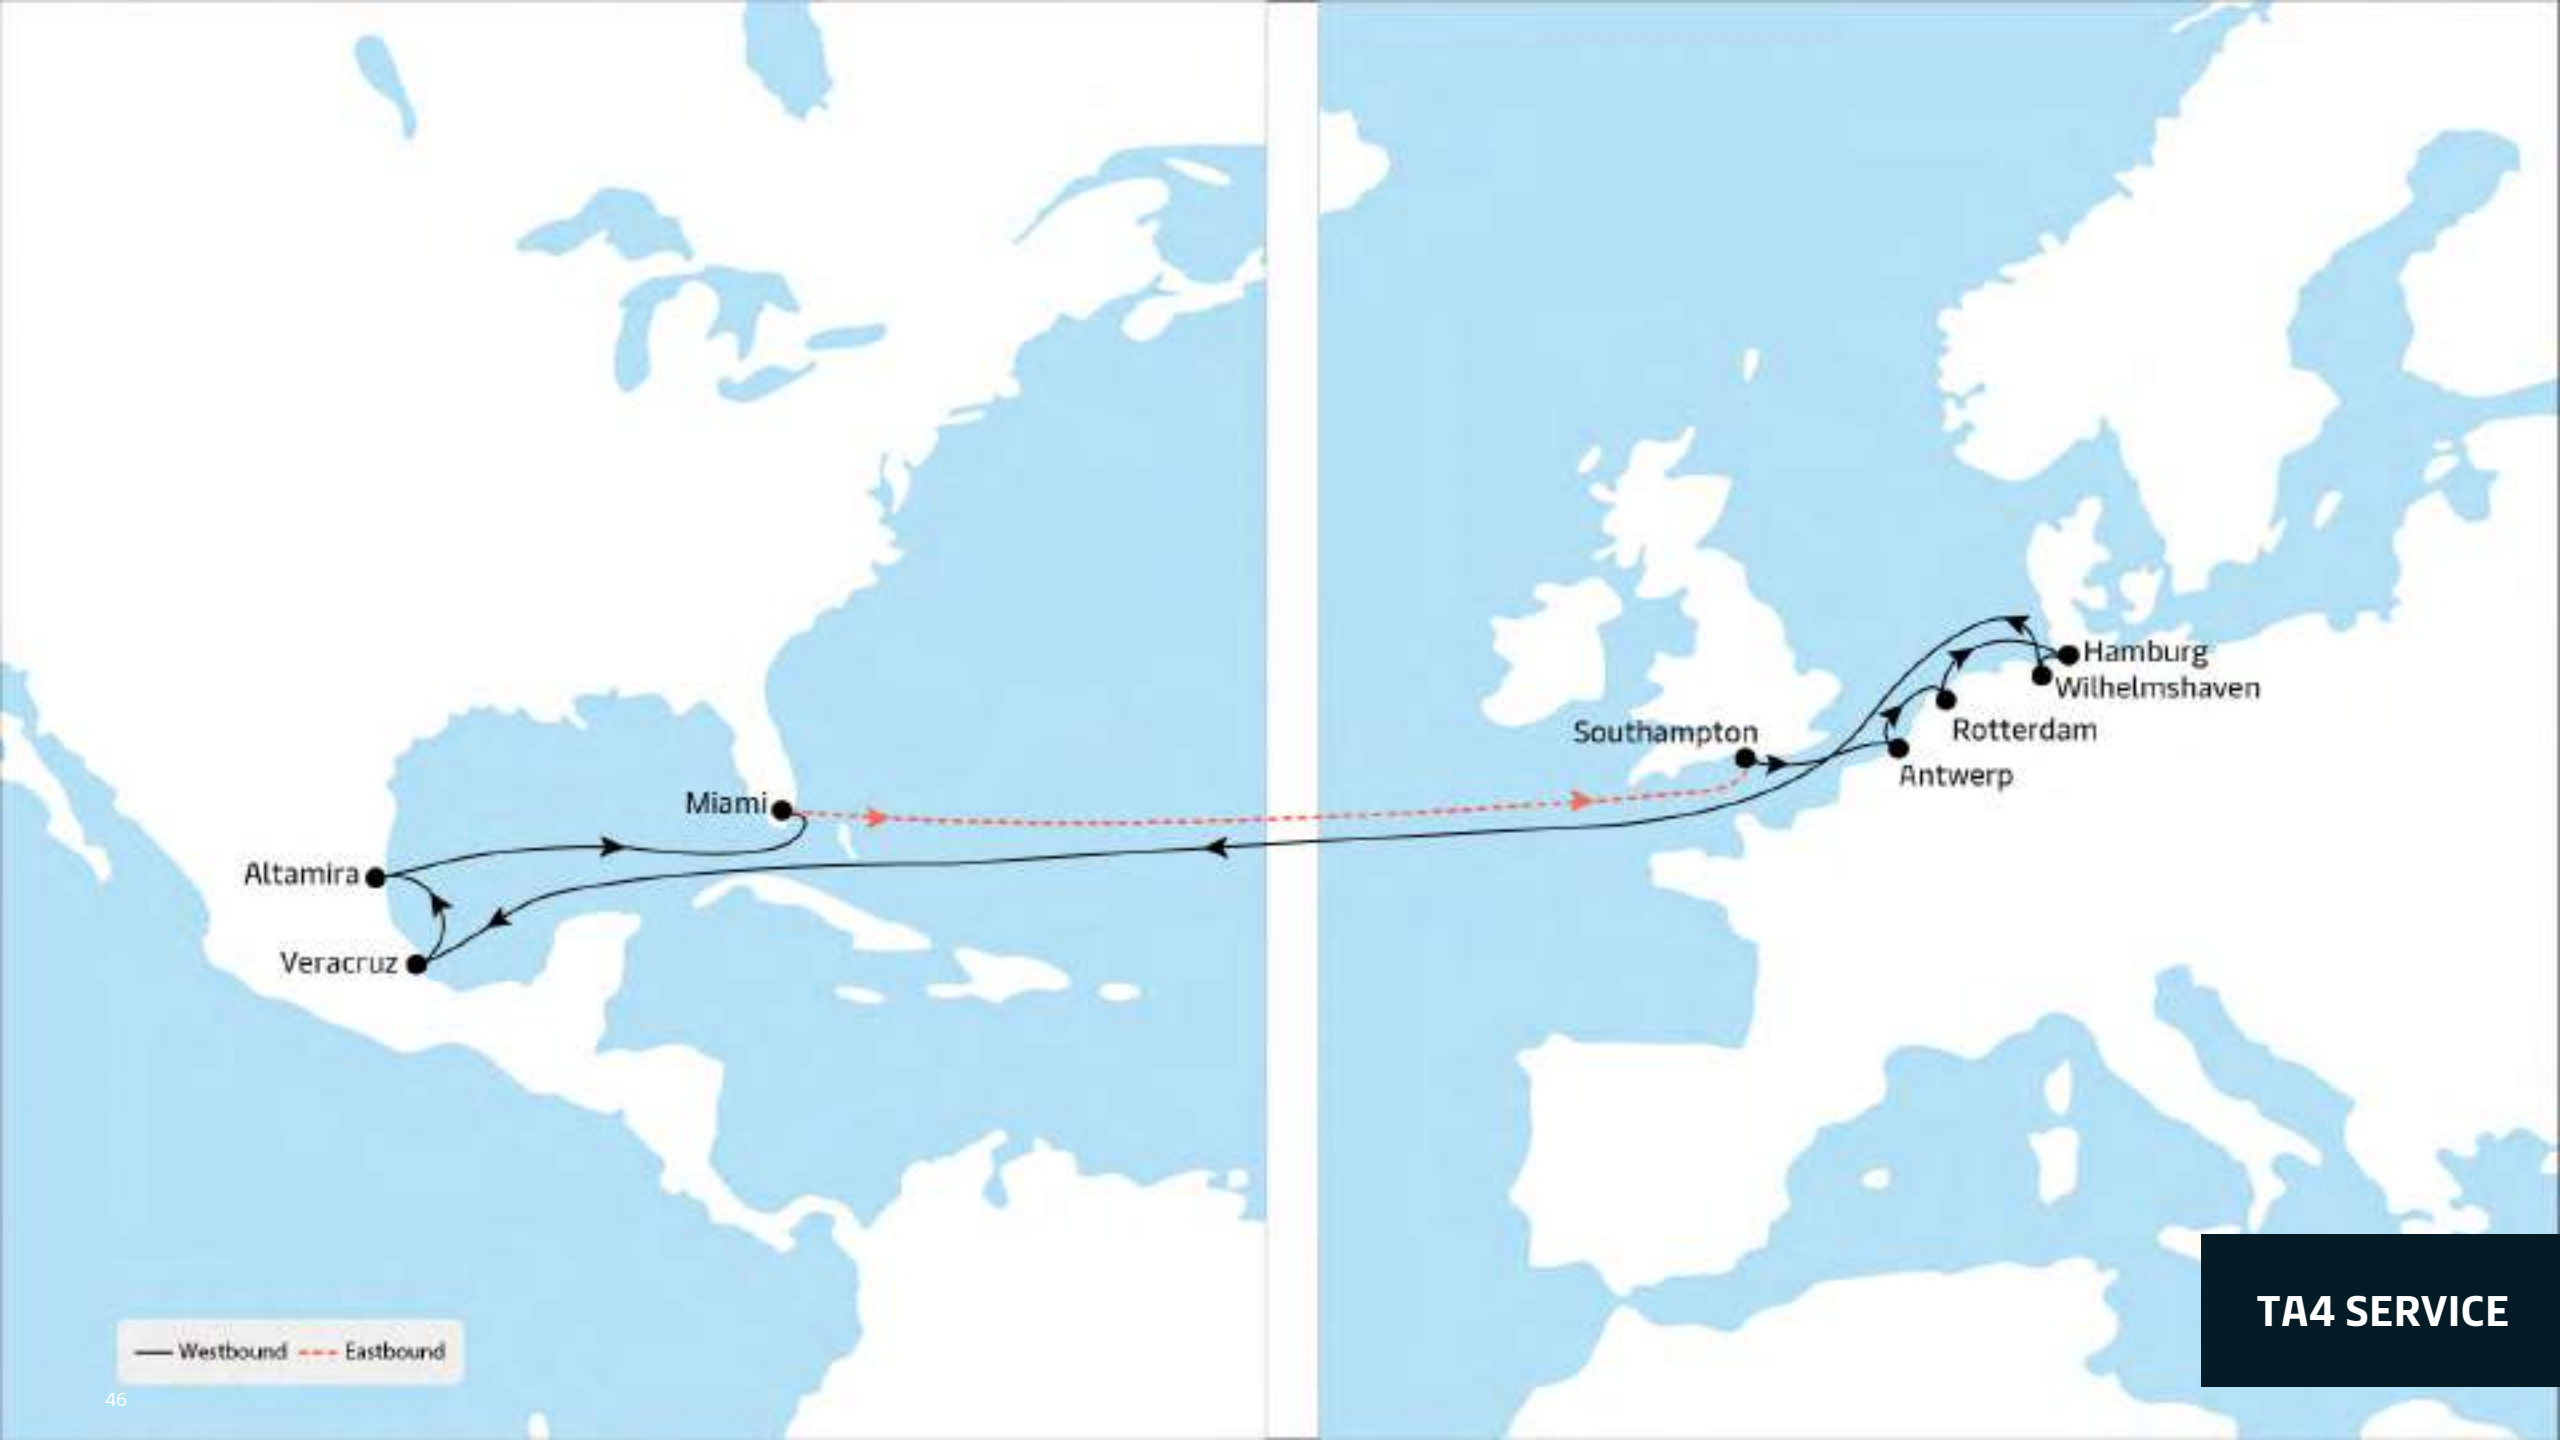 Hamburg
Wilhelmshaven
Southampton
Rotterdam
Antwerp
Miami
Altamira
Veracruz
TA4 SERVICE
Westbound Eastbound
46